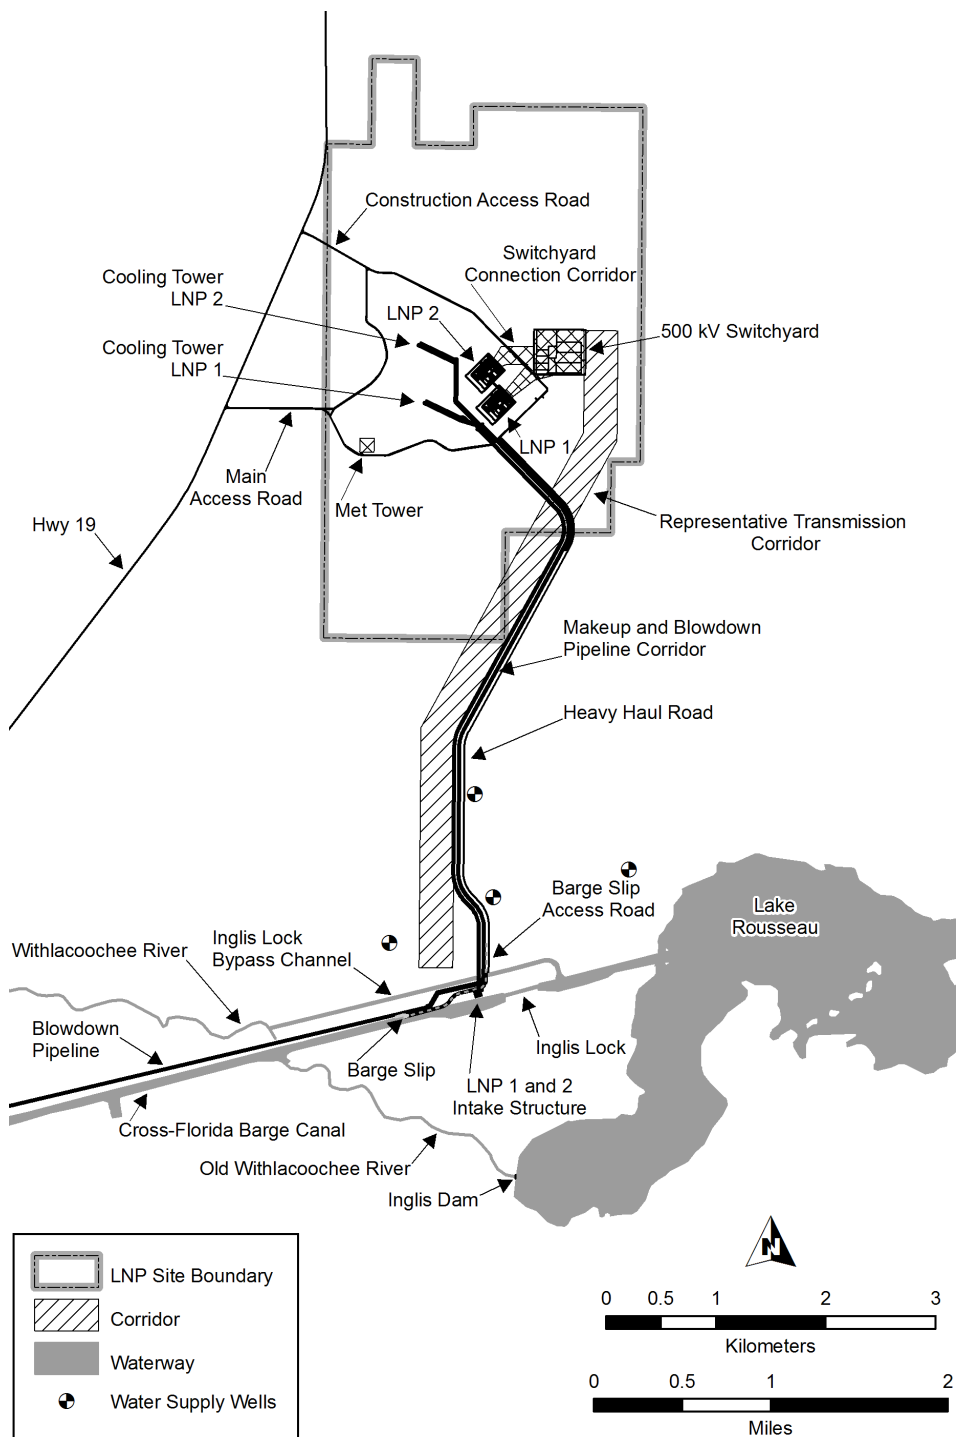 Construction Access Road
Switchyard
Connection Corridor
Cooling Tower
LNP 2
LNP 2
500 kV Switchyard
Cooling Tower
LNP 1
LNP 1
Main
Access Road
Met Tower
Hwy 19
Representative Transmission
Corridor
Makeup and Blowdown
Pipeline Corridor
Heavy Haul Road
Barge Slip
Access Road
Lake
Rousseau
Inglis Lock
Bypass Channel
Withlacoochee River
Blowdown
Pipeline
Inglis Lock
Barge Slip
LNP 1 and 2
Intake Structure
Cross-Florida Barge Canal
Old Withlacoochee River
Inglis Dam
N
LNP Site Boundary
Corridor
Waterway
Water Supply Wells
0 0.5 1 2 3
Kilometers
0 0.5 1 2
Miles